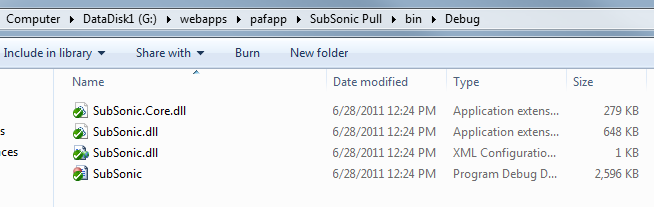 Computer ▸ DataDisk1 (G:) ▸ webapps ▸ pafapp ▸ SubSonic Pull ▸ bin ▸ Debug
Include in library Share with Burn New folder
Name Date modified Type Size
SubSonic.Core.dll 6/28/2011 12:24 PM Application extens... 279 KB
s SubSonic.dll 6/28/2011 12:24 PM Application extens... 648 KB
aces SubSonic.dll 6/28/2011 12:24 PM XML Configuratio... 1 KB
SubSonic 6/28/2011 12:24 PM Program Debug D... 2,596 KB